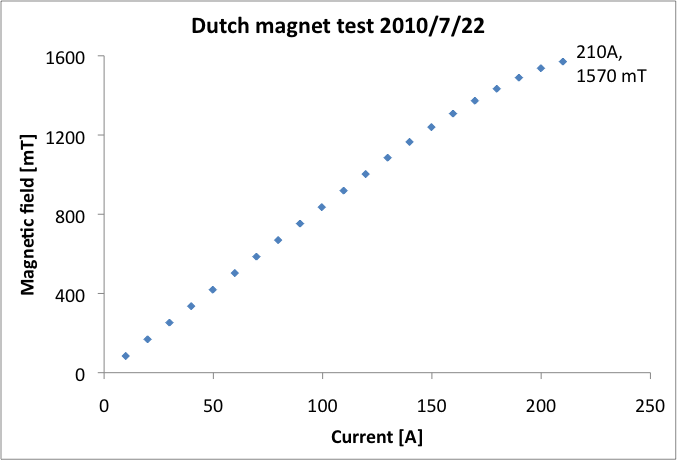 Dutch magnet test 2010/7/22
210A,
1570 mT
1600
1200
800
400
0
Magnetic field [mT]
0 50 100 150 200 250
Current [A]